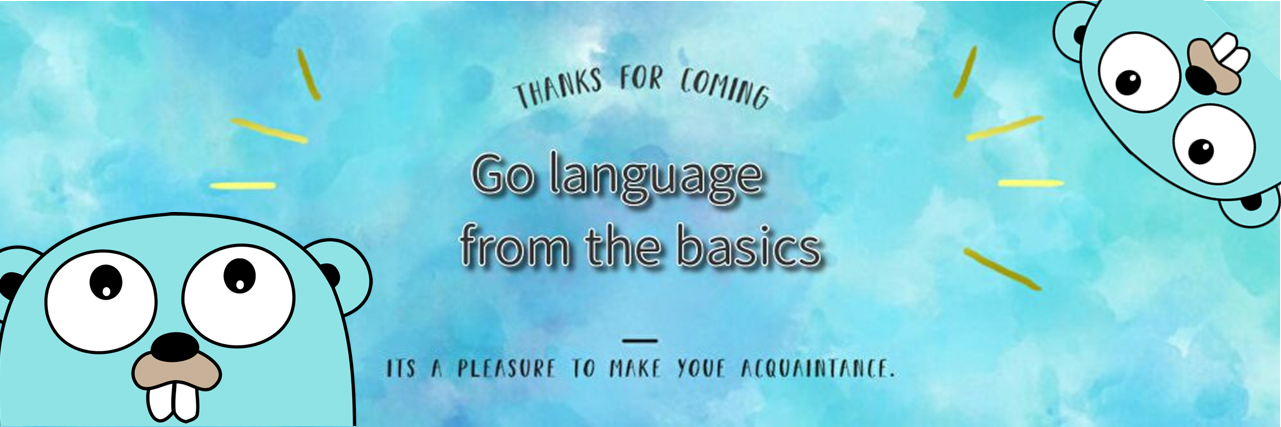 THANKS FOR COMING
Go language
from the basics
ITS A PLEASURE TO MAKE YOUE ACQUAINTANCE.